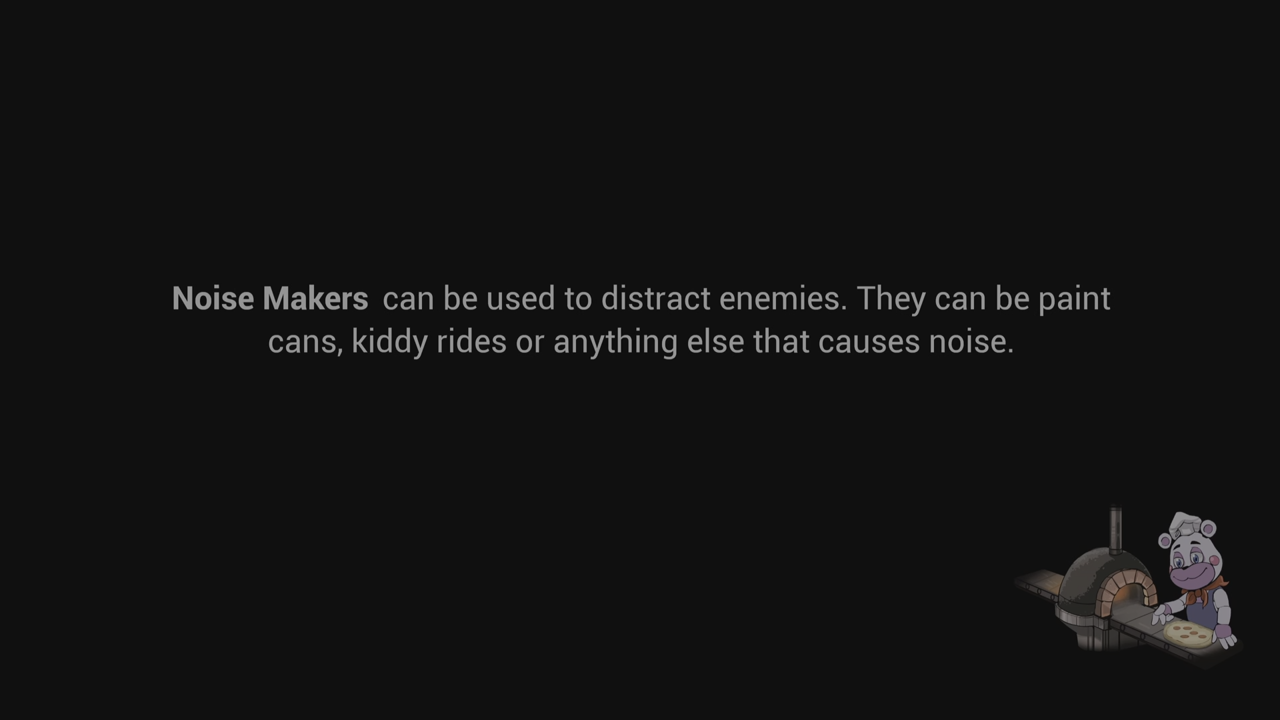 Noise Makers can be used to distract enemies. They can be paint
cans, kiddy rides or anything else that causes noise.